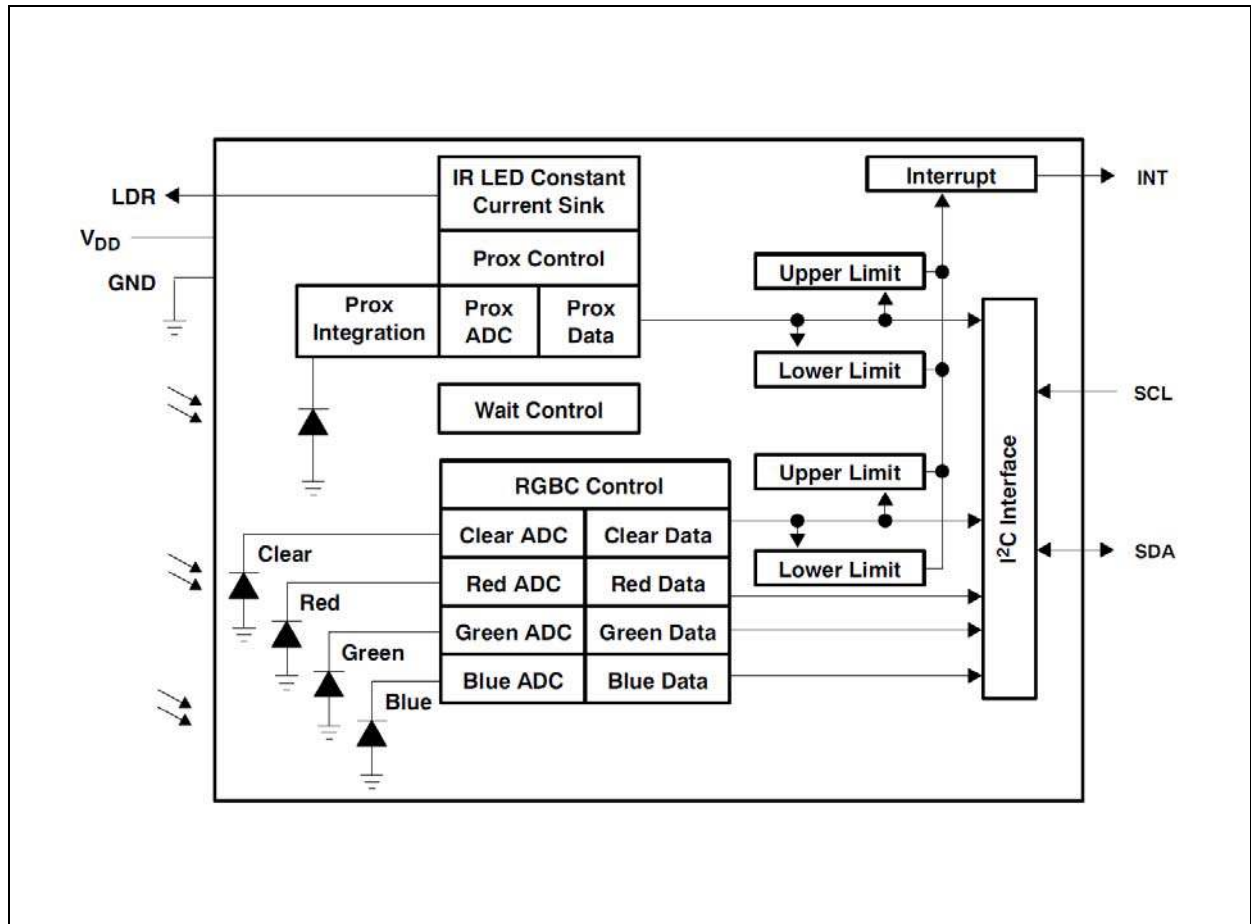 IR LED Constant
Current Sink
Interrupt
INT
LDR
VDD
GND
Prox Control
Upper Limit
Prox
Integration
Prox
ADC
Prox
Data
Lower Limit
Wait Control
SCL
Upper Limit
RGBC Control
I²C Interface
Clear
Clear ADC
Clear Data
Lower Limit
SDA
Red
Red ADC
Red Data
Green
Green ADC
Green Data
Blue
Blue ADC
Blue Data